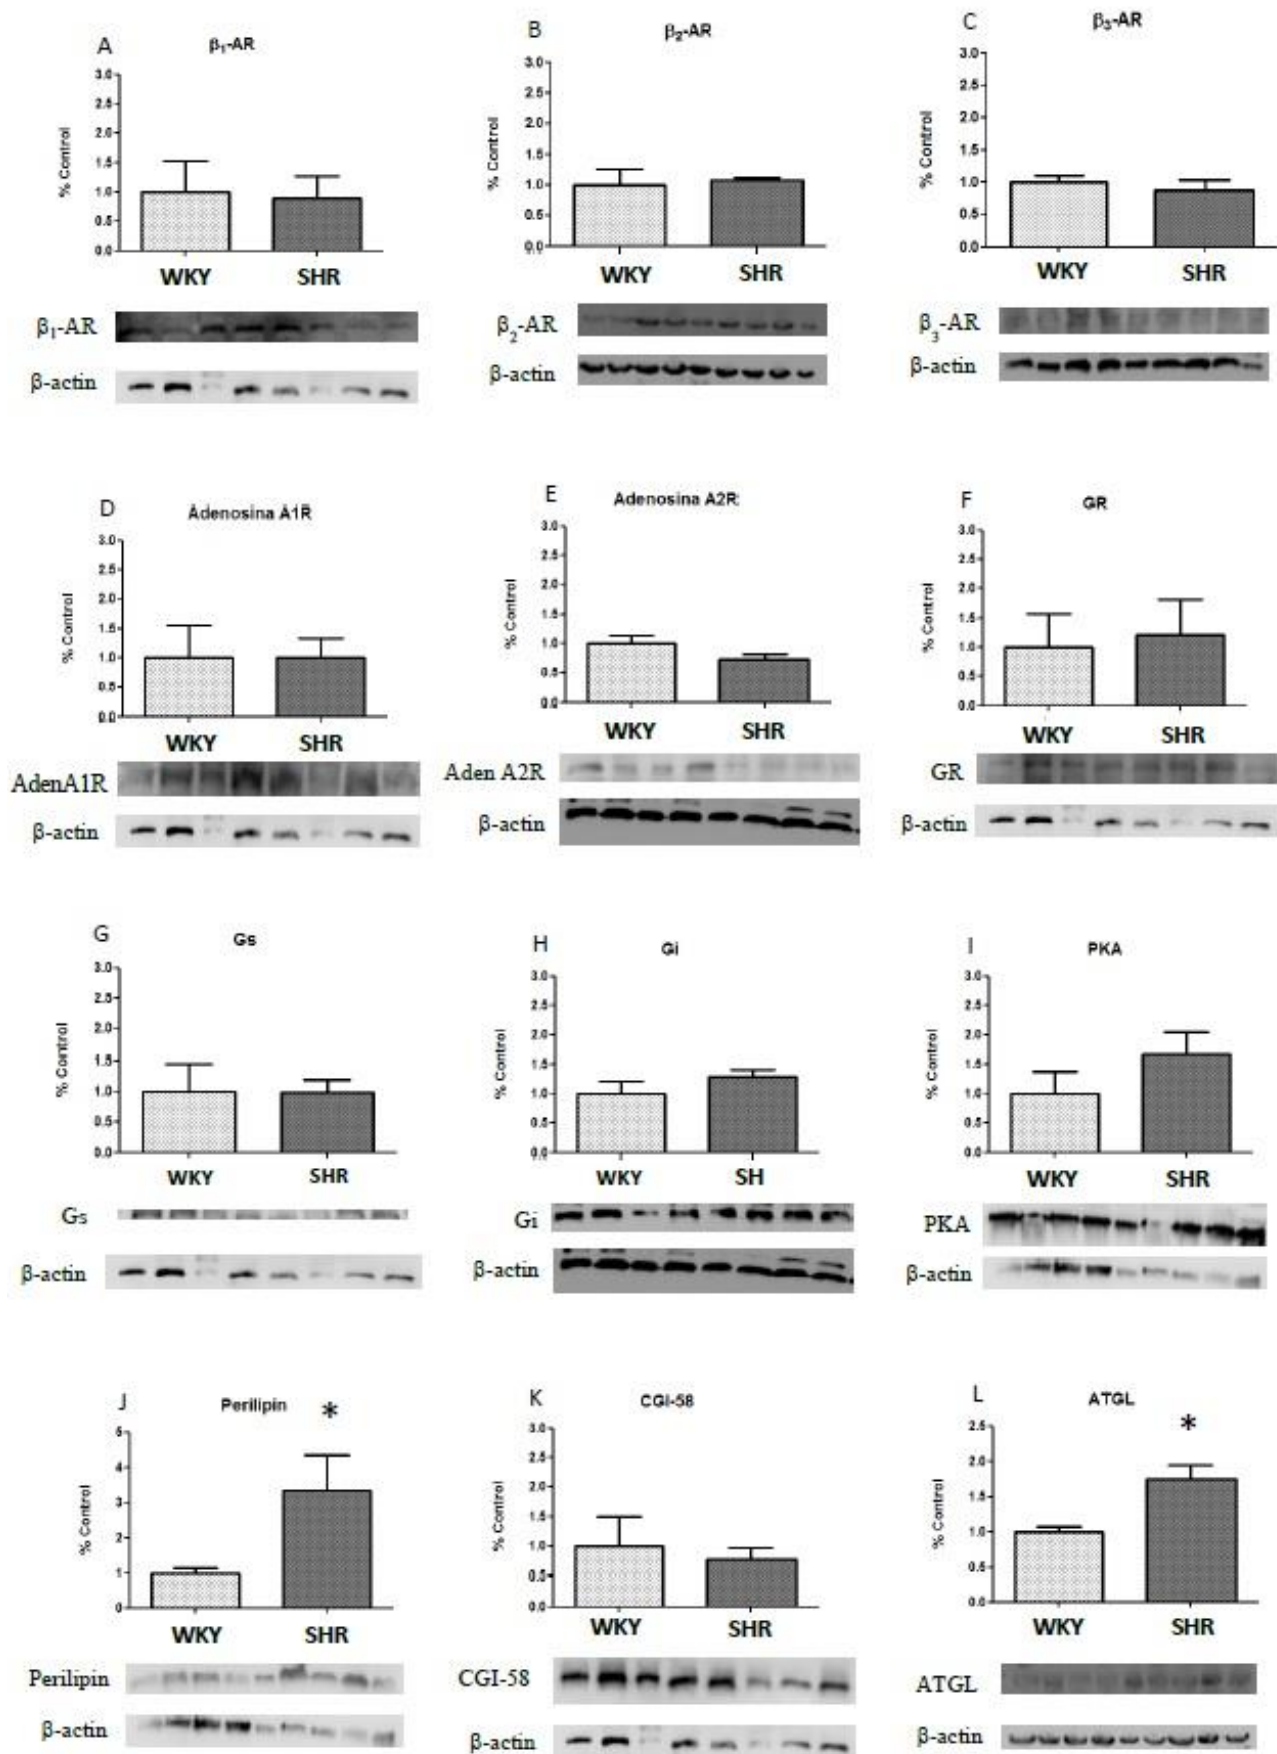 A
β₁-AR
% Control
3.0
2.5
2.0
1.5
1.0
0.5
0.0
WKY SHR
β₁-AR
β-actin
B
β₂-AR
% Control
3.0
2.5
2.0
1.5
1.0
0.5
0.0
WKY SHR
β₂-AR
β-actin
C
β₃-AR
% Control
3.0
2.5
2.0
1.5
1.0
0.5
0.0
WKY SHR
β₃-AR
β-actin
D
Adenosina A1R
% Control
3.0
2.5
2.0
1.5
1.0
0.5
0.0
WKY SHR
AdenA1R
β-actin
E
Adenosina A2R
% Control
3.0
2.5
2.0
1.5
1.0
0.5
0.0
WKY SHR
Aden A2R
β-actin
F
GR
% Control
3.0
2.5
2.0
1.5
1.0
0.5
0.0
WKY SHR
GR
β-actin
G
Gs
% Control
3.0
2.5
2.0
1.5
1.0
0.5
0.0
WKY SHR
Gs
β-actin
H
Gi
% Control
3.0
2.5
2.0
1.5
1.0
0.5
0.0
WKY SH
Gi
β-actin
I
PKA
% Control
3.0
2.5
2.0
1.5
1.0
0.5
0.0
WKY SHR
PKA
β-actin
J
Perilipin *
% Control
5
4
3
2
1
0
WKY SHR
Perilipin
β-actin
K
CGI-58
% Control
3.0
2.5
2.0
1.5
1.0
0.5
0.0
WKY SHR
CGI-58
β-actin
L
ATGL
*
% Control
2.5
2.0
1.5
1.0
0.5
0.0
WKY SHR
ATGL
β-actin